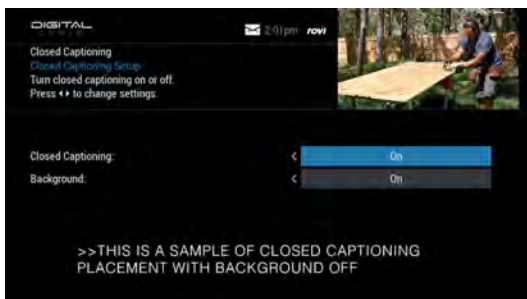 DIGITAL
2:01pm rovi
Closed Captioning
Closed Captioning Setup
Turn closed captioning on or off.
Press ◂▸ to change settings.
Closed Captioning: < On
Background: < On
>>THIS IS A SAMPLE OF CLOSED CAPTIONING
PLACEMENT WITH BACKGROUND OFF